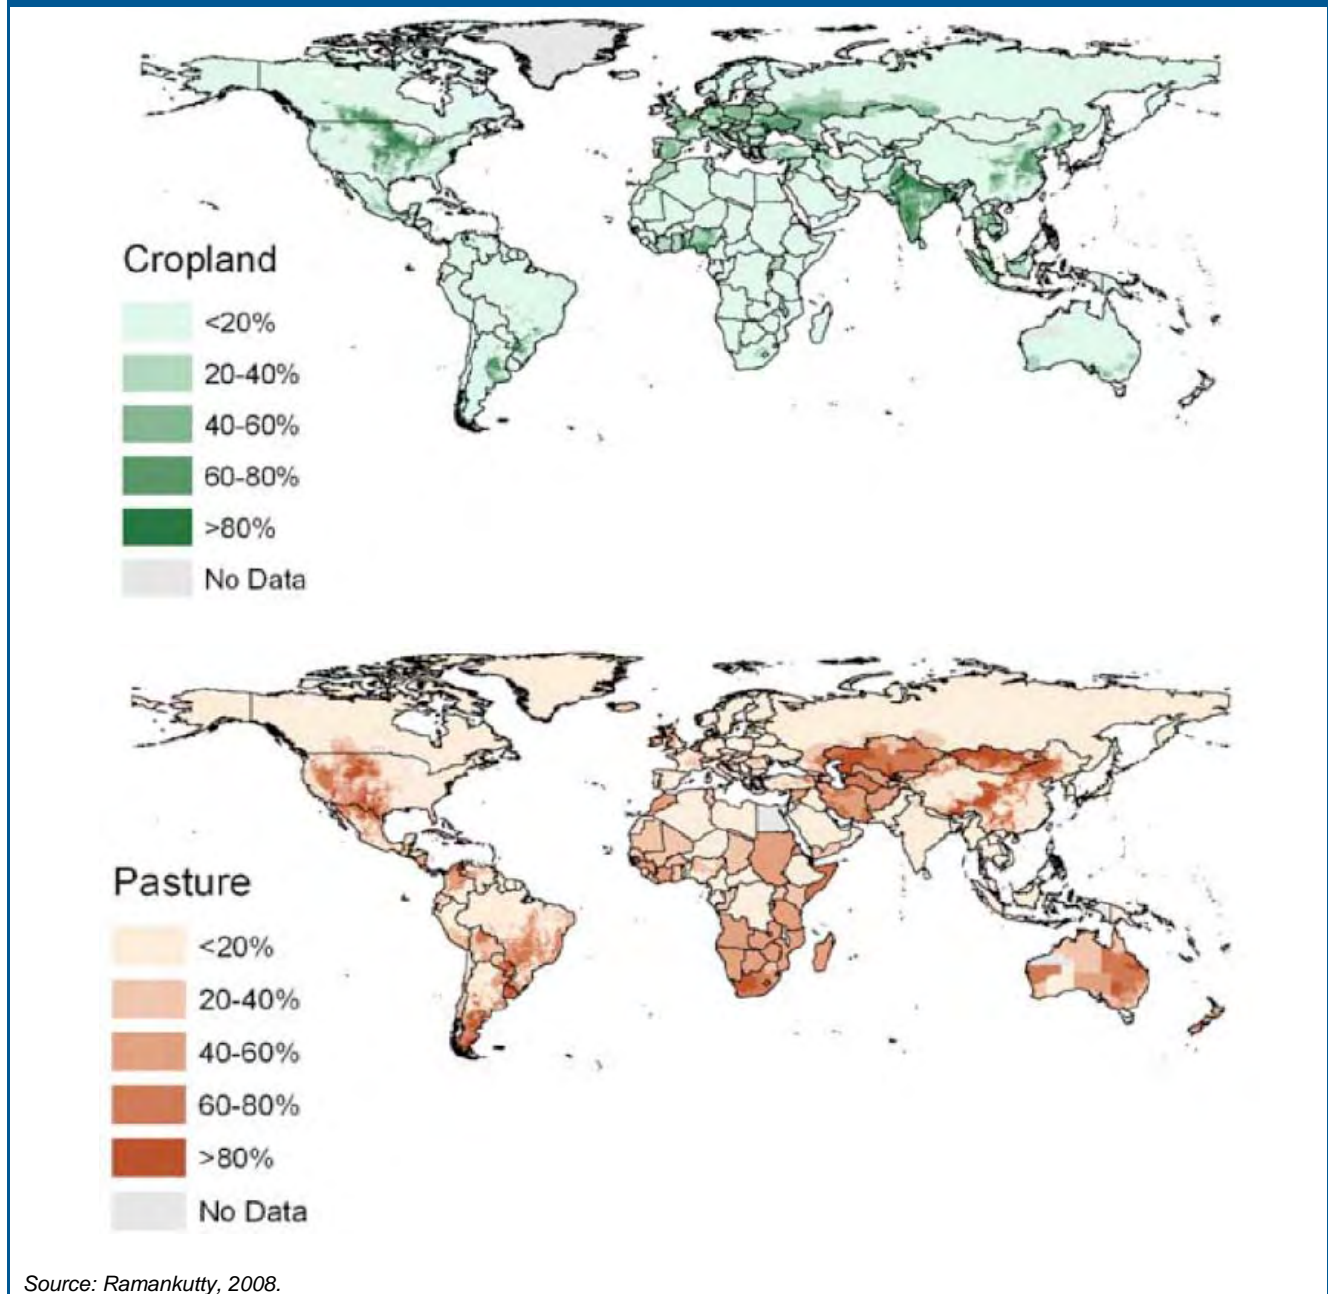 Cropland
<20%
20-40%
40-60%
60-80%
>80%
No Data
Pasture
<20%
20-40%
40-60%
60-80%
>80%
No Data
Source: Ramankutty, 2008.